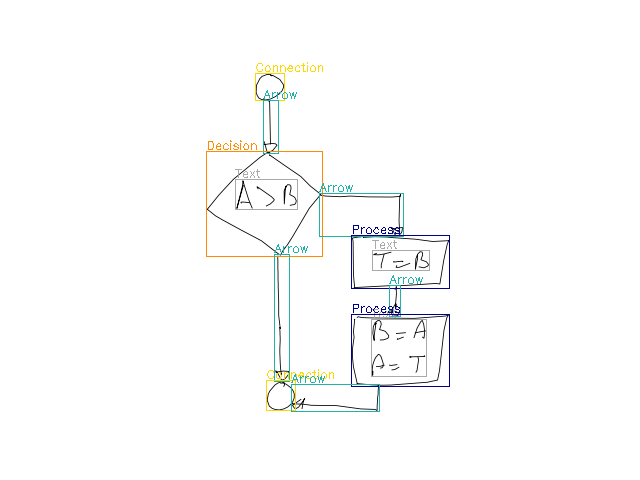 Connection
Arrow
Decision
Text
A > B
Arrow
Process
Text
T = B
Arrow
Arrow
Process
B = A
A = T
Connection
Arrow